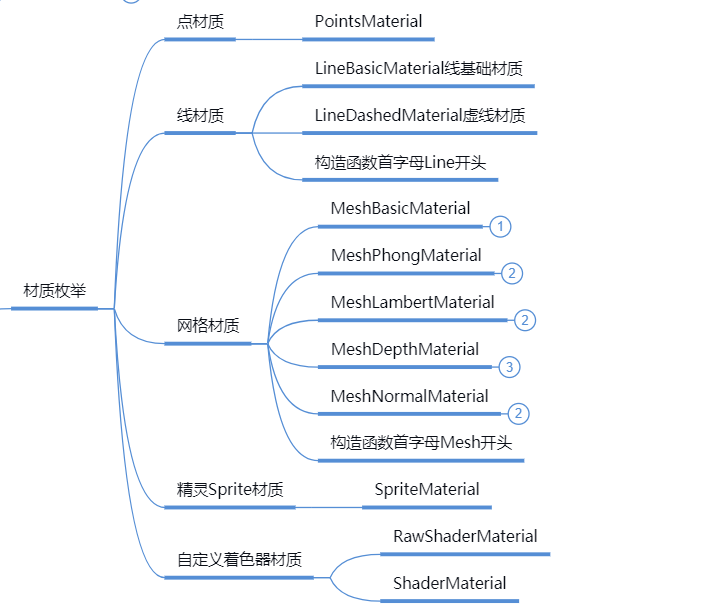 材质枚举
点材质
PointsMaterial
线材质
LineBasicMaterial线基础材质
LineDashedMaterial虚线材质
构造函数首字母Line开头
网格材质
MeshBasicMaterial
1
MeshPhongMaterial
2
MeshLambertMaterial
2
MeshDepthMaterial
3
MeshNormalMaterial
2
构造函数首字母Mesh开头
精灵Sprite材质
SpriteMaterial
自定义着色器材质
RawShaderMaterial
ShaderMaterial